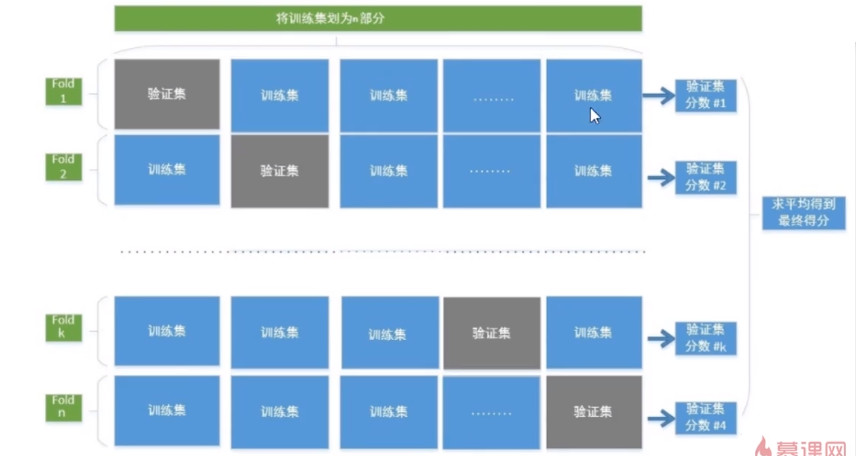 将训练集划为n部分
Fold
1
验证集
训练集
训练集
........
训练集
验证集
分数 #1
Fold
2
训练集
验证集
训练集
........
训练集
验证集
分数 #2
求平均得到
最终得分
Fold
k
训练集
训练集
训练集
验证集
训练集
验证集
分数 #k
Fold
n
训练集
训练集
训练集
........
验证集
验证集
分数 #4
慕课网